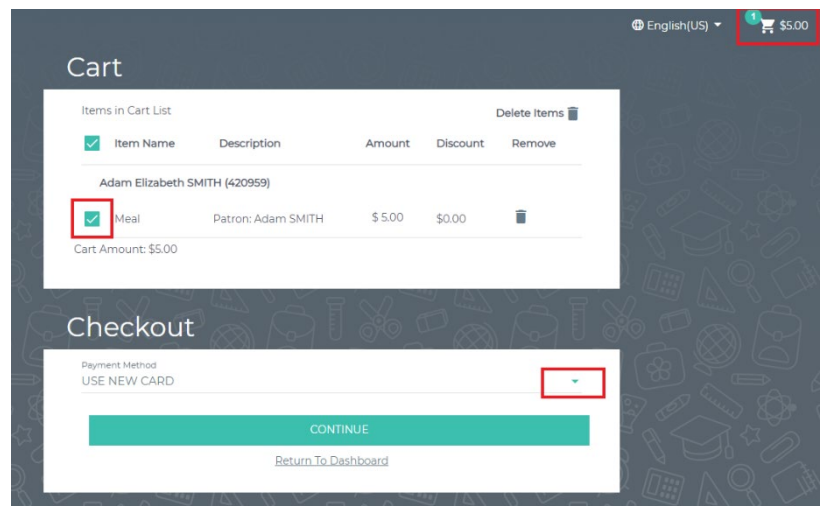 English(US) 1 $5.00
Cart
Items in Cart List Delete Items
Item Name Description Amount Discount Remove
Adam Elizabeth SMITH (420959)
Meal Patron: Adam SMITH $ 5.00 $0.00
Cart Amount: $5.00
Checkout
Payment Method
USE NEW CARD
CONTINUE
Return To Dashboard